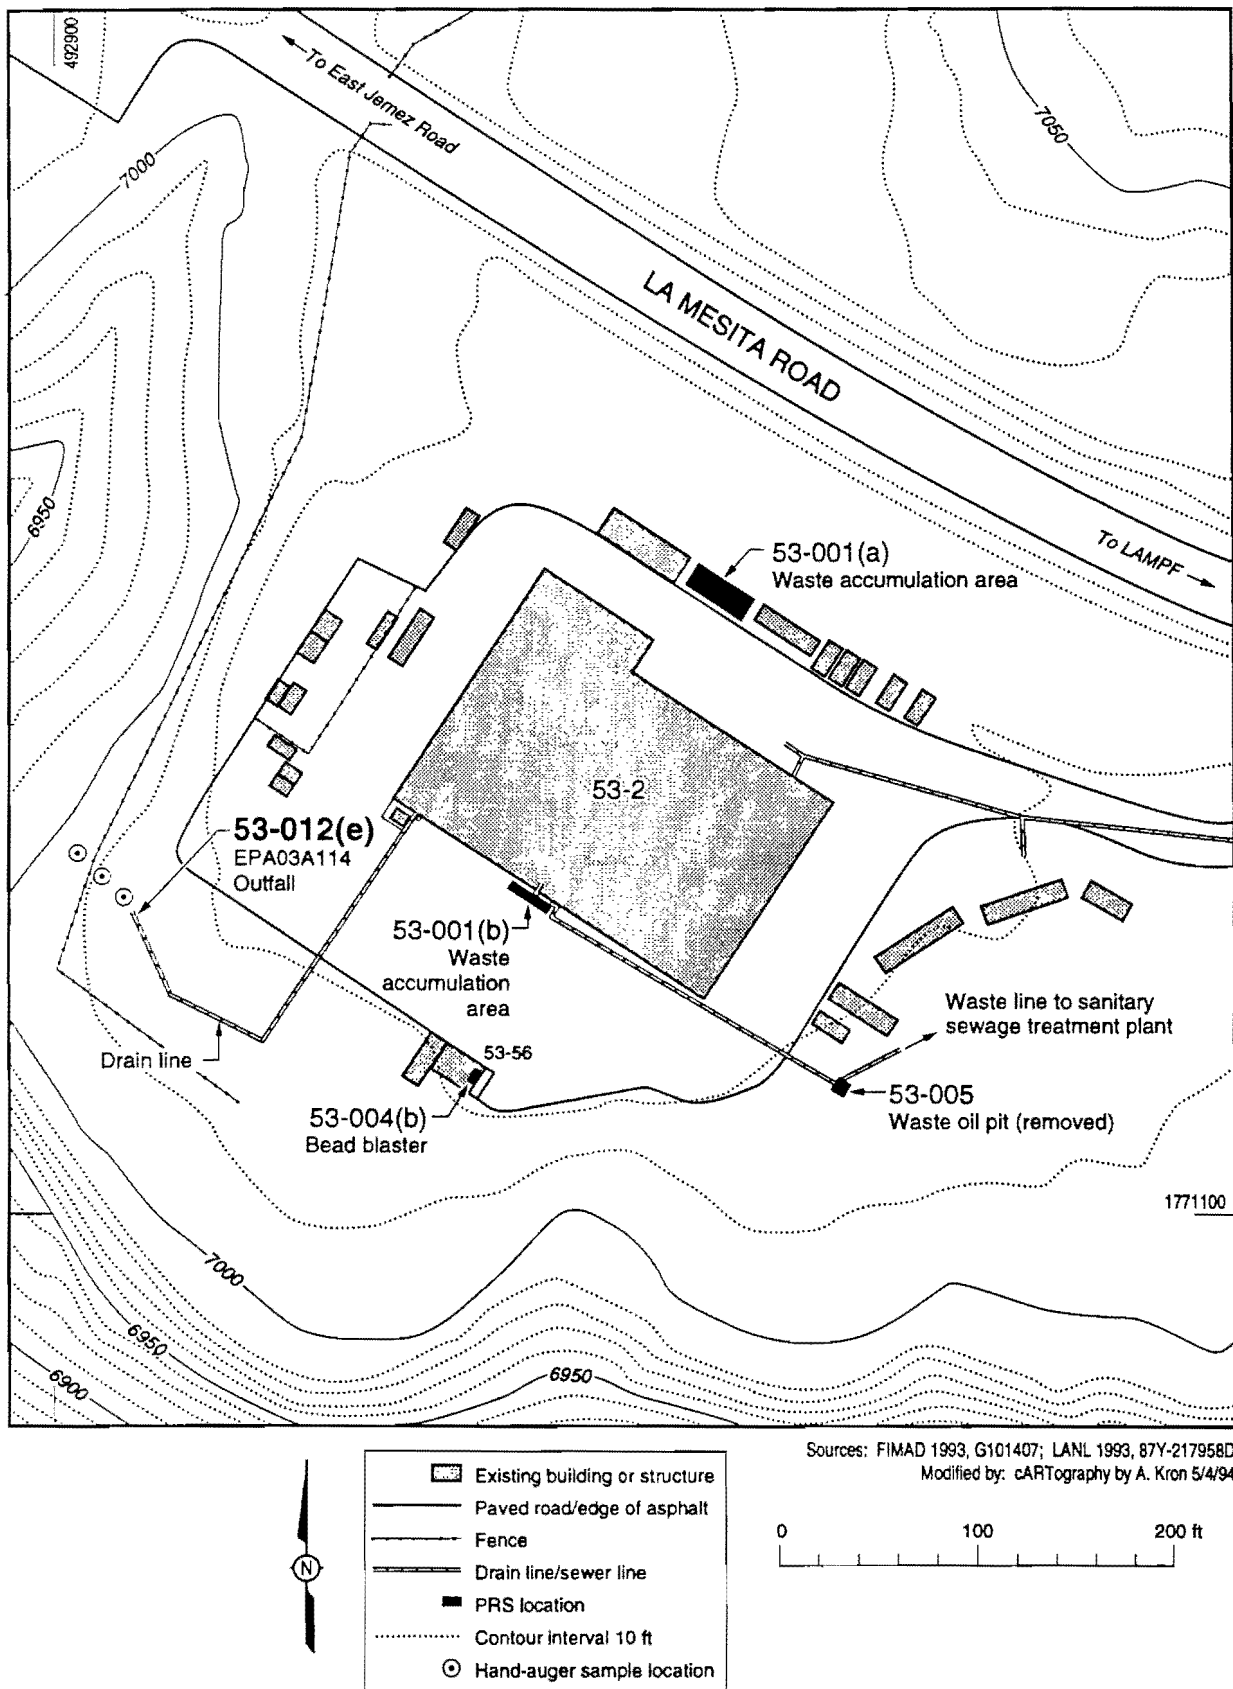 492900
To East Jemez Road
7050
7000
LA MESITA ROAD
6950
To LAMPF
53-001(a)
Waste accumulation area
53-2
53-012(e)
EPA03A114
Outfall
53-001(b)
Waste
accumulation
area
Waste line to sanitary
sewage treatment plant
Drain line
53-56
53-005
Waste oil pit (removed)
53-004(b)
Bead blaster
1771100
7000
6950
6900
6950
Sources: FIMAD 1993, G101407; LANL 1993, 87Y-217958D
Modified by: cARTography by A. Kron 5/4/94
N
Existing building or structure
Paved road/edge of asphalt
Fence
Drain line/sewer line
PRS location
Contour interval 10 ft
Hand-auger sample location
0 100 200 ft